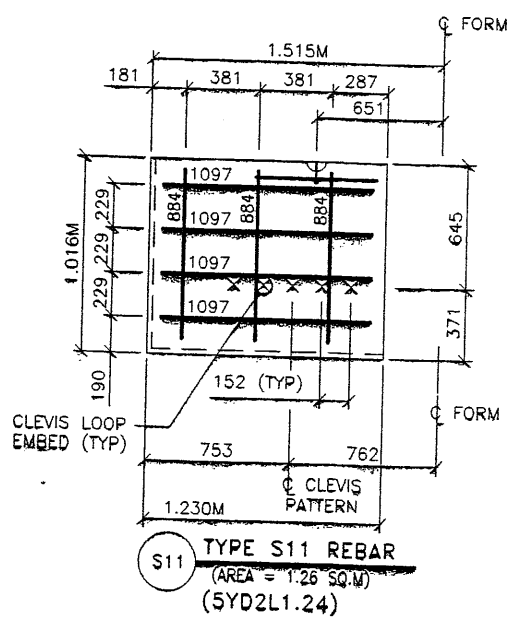 ℄ FORM
1.515M
181
381
381
287
651
1097
884
884
884
1097
1097
1097
229
229
229
1.016M
190
645
371
152 (TYP)
CLEVIS LOOP
EMBED (TYP)
℄ FORM
753
762
℄ CLEVIS
PATTERN
1.230M
S11
TYPE S11 REBAR
(AREA = 1.26 SQ.M)
(5YD2L1.24)